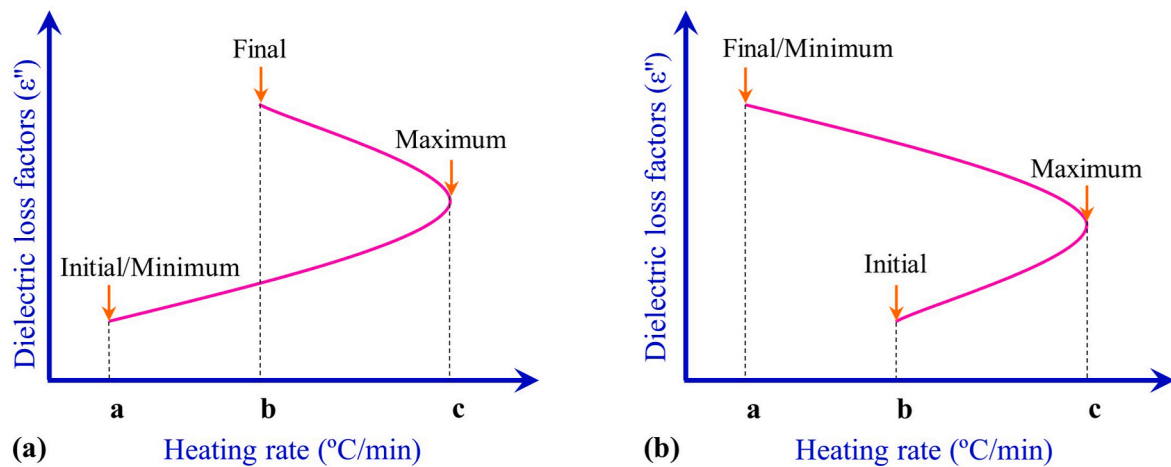 Dielectric loss factors (ε")
Final
Maximum
Initial/Minimum
a
b
c
(a)
Heating rate (ºC/min)
Dielectric loss factors (ε")
Final/Minimum
Maximum
Initial
a
b
c
(b)
Heating rate (ºC/min)